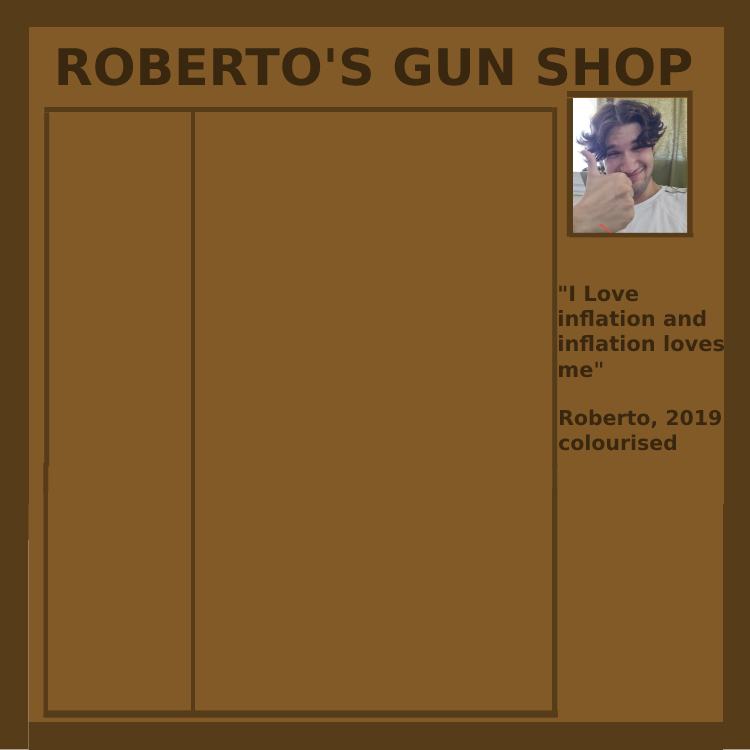 ROBERTO'S GUN SHOP
"I Love
inflation and
inflation loves
me"
Roberto, 2019
colourised